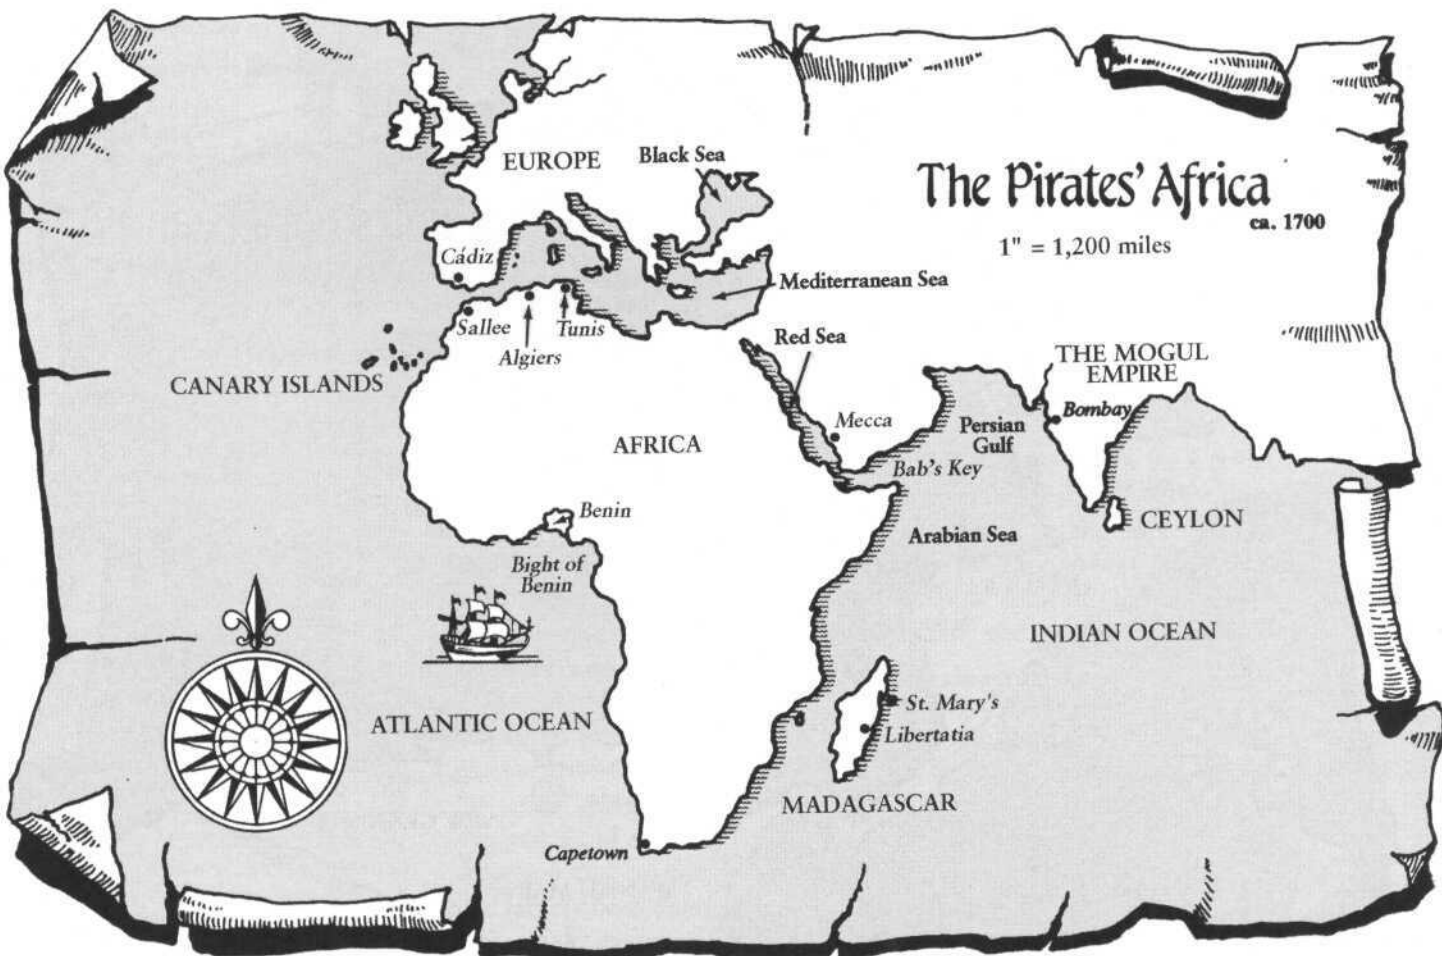 The Pirates' Africa
ca. 1700
1" = 1,200 miles
EUROPE
Black Sea
Cádiz
Mediterranean Sea
Sallee
Algiers
Tunis
Red Sea
THE MOGUL
EMPIRE
CANARY ISLANDS
Bombay
Mecca
Persian
Gulf
AFRICA
Bab's Key
Benin
CEYLON
Arabian Sea
Bight of
Benin
INDIAN OCEAN
St. Mary's
ATLANTIC OCEAN
Libertatia
MADAGASCAR
Capetown